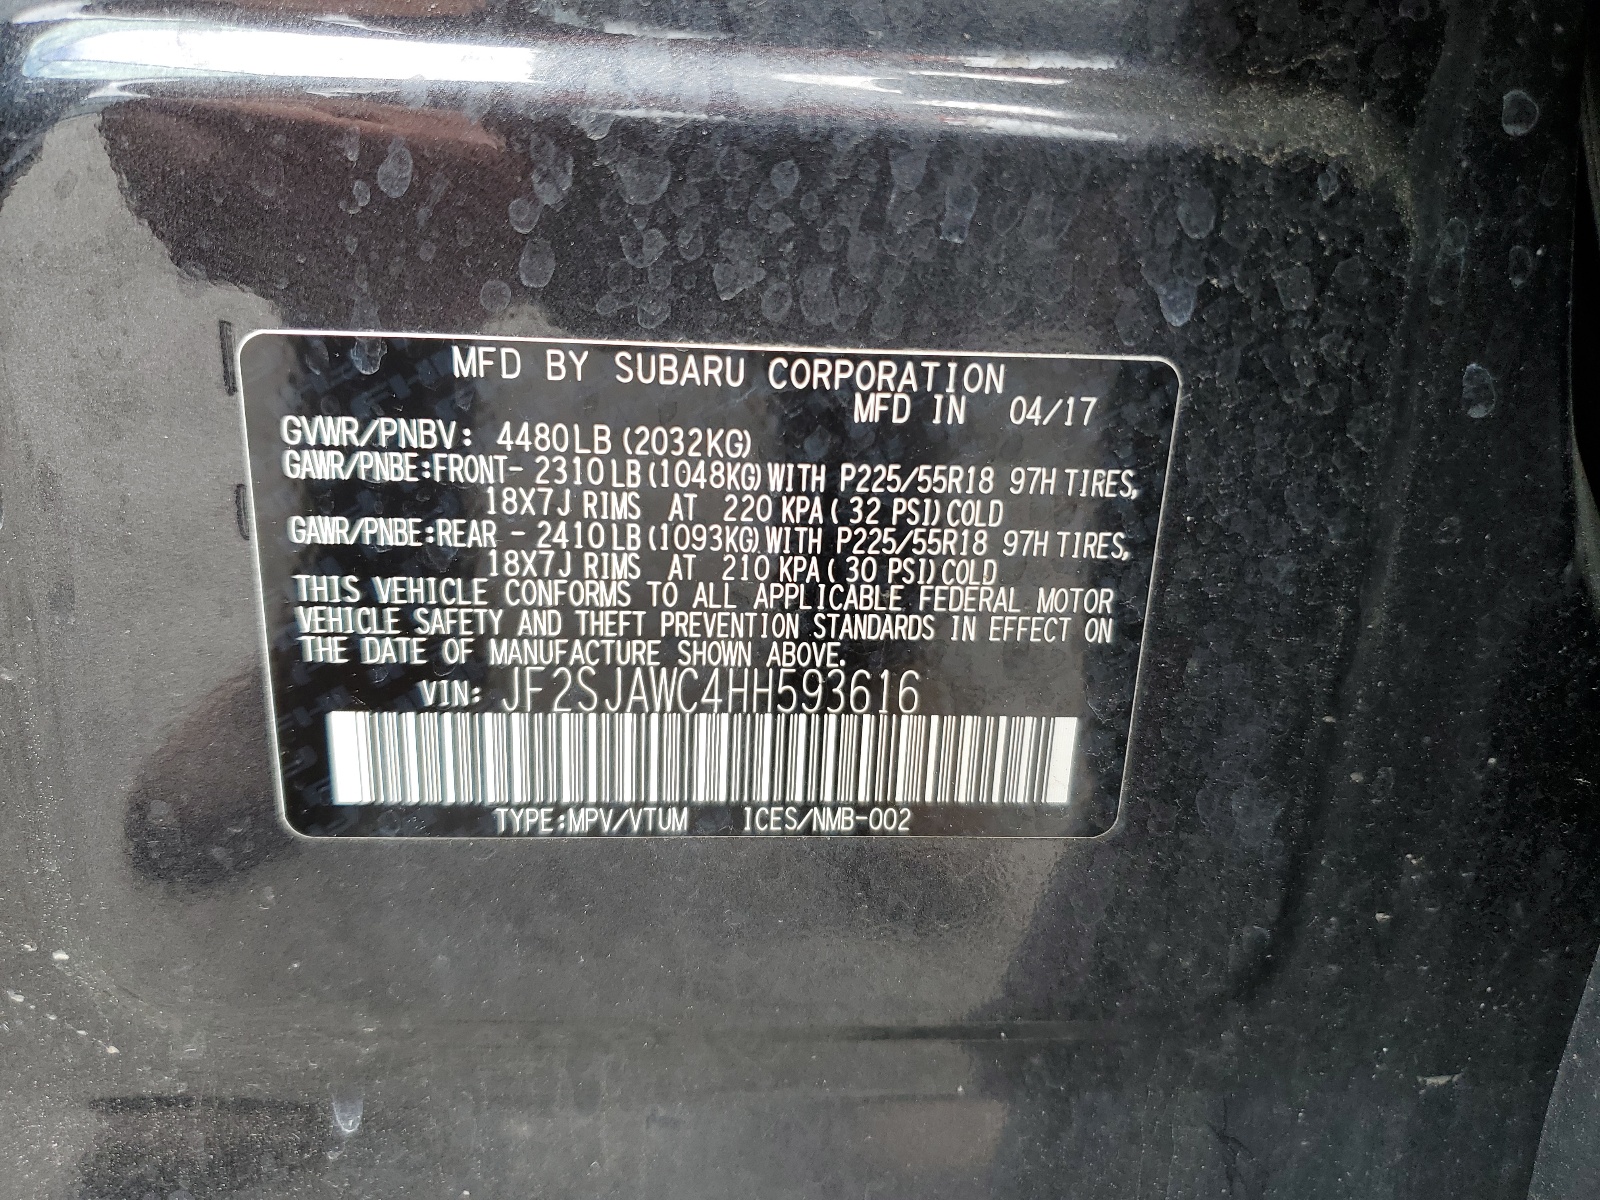 MFD BY SUBARU CORPORATION
MFD IN 04/17
GVWR/PNBV: 4480LB (2032KG)
GAWR/PNBE:FRONT- 2310LB (1048KG) WITH P225/55R18 97H TIRES,
18X7J RIMS AT 220 KPA ( 32 PSI) COLD
GAWR/PNBE:REAR - 2410LB (1093KG) WITH P225/55R18 97H TIRES,
18X7J RIMS AT 210 KPA ( 30 PSI) COLD
THIS VEHICLE CONFORMS TO ALL APPLICABLE FEDERAL MOTOR
VEHICLE SAFETY AND THEFT PREVENTION STANDARDS IN EFFECT ON
THE DATE OF MANUFACTURE SHOWN ABOVE.
VIN: JF2SJAWC4HH593616
TYPE:MPV/VTUM ICES/NMB-002